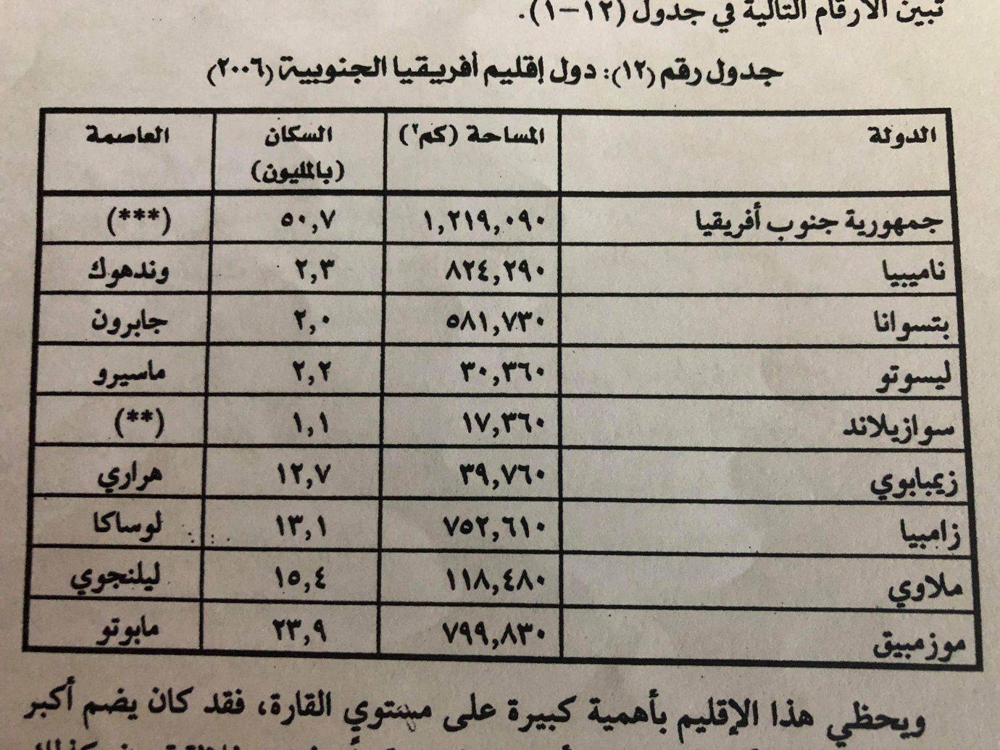 تبين الأرقام التالية في جدول (١٢-١).
جدول رقم (١٢): دول إقليم أفريقيا الجنوبية (٢٠٠٦)
الدولة المساحة (كم٢) السكان (بالمليون) العاصمة
جمهورية جنوب أفريقيا ١,٢١٩,٠٩٠ ٥٠,٧ (***)
ناميبيا ٨٢٤,٢٩٠ ٢,٣ وندهوك
بتسوانا ٥٨١,٧٣٠ ٢,٠ جابرون
ليسوتو ٣٠,٣٦٠ ٢,٢ ماسيرو
سوازيلاند ١٧,٣٦٠ ١,١ (**)
زيمبابوي ٣٩,٧٦٠ ١٢,٧ هراري
زامبيا ٧٥٢,٦١٠ ١٣,١ لوساكا
ملاوي ١١٨,٤٨٠ ١٥,٤ ليلنجوي
موزمبيق ٧٩٩,٨٣٠ ٢٣,٩ مابوتو
ويحظي هذا الإقليم بأهمية كبيرة على مستوي القارة، فقد كان يضم أكبر